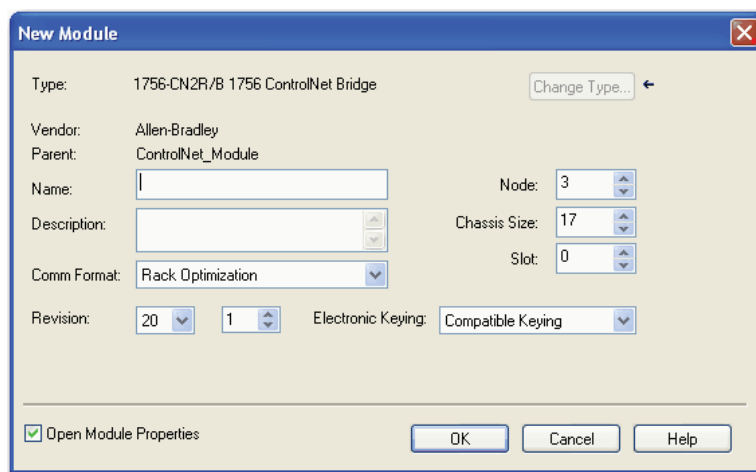 New Module
Type: 1756-CN2R/B 1756 ControlNet Bridge Change Type...
Vendor: Allen-Bradley
Parent: ControlNet_Module
Name: Node: 3
Description: Chassis Size: 17
Slot: 0
Comm Format: Rack Optimization
Revision: 20 1 Electronic Keying: Compatible Keying
Open Module Properties OK Cancel Help